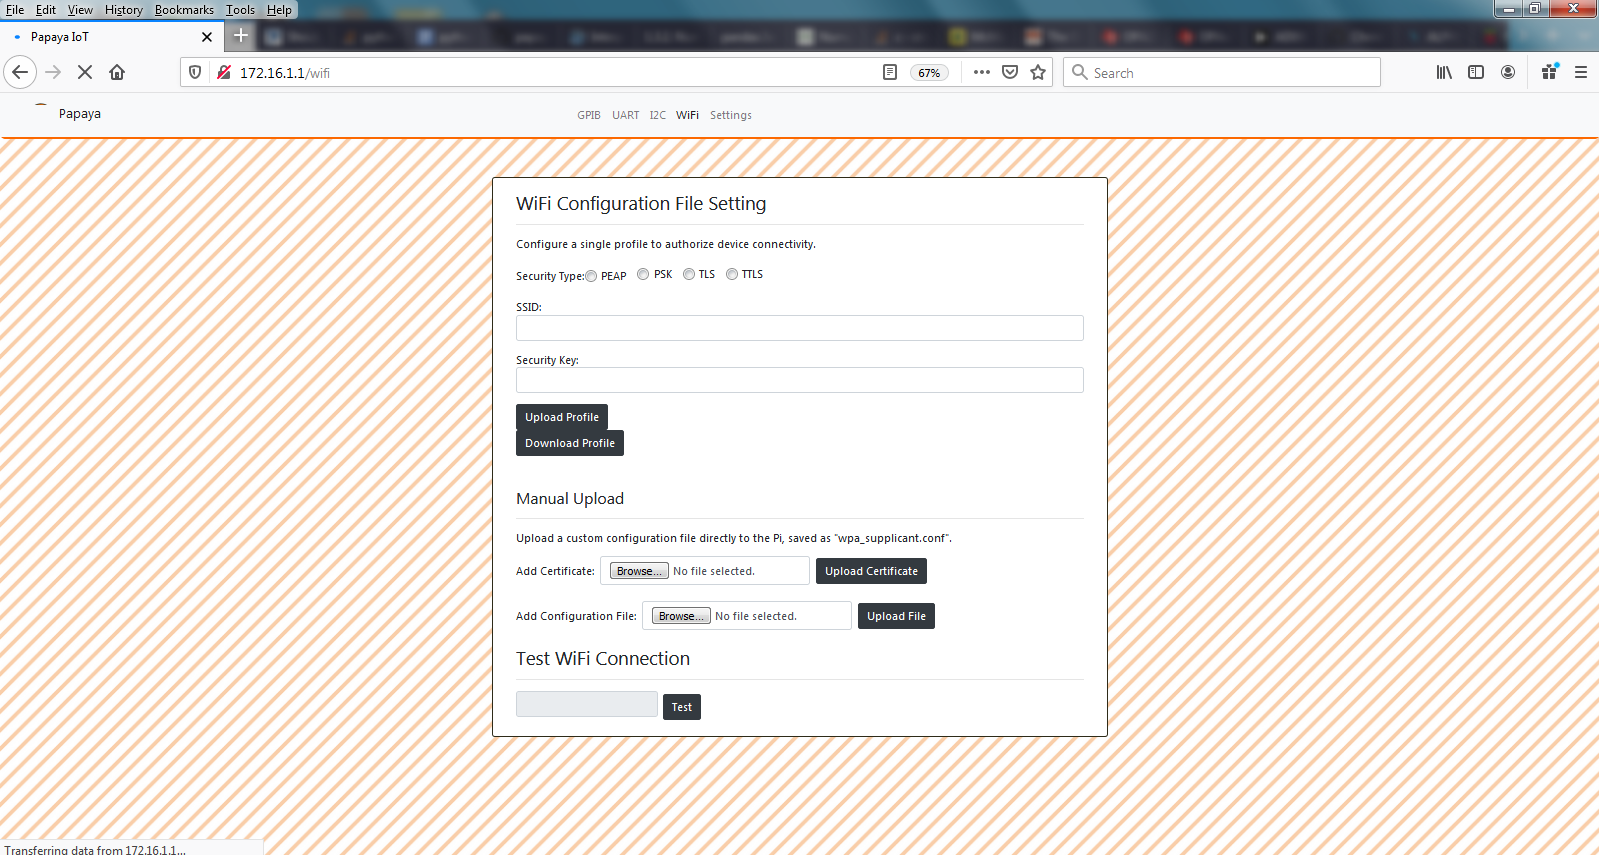 File Edit View History Bookmarks Tools Help
Papaya IoT
172.16.1.1/wifi 67% Search
Papaya GPIB UART I2C WiFi Settings
WiFi Configuration File Setting
Configure a single profile to authorize device connectivity.
Security Type: PEAP PSK TLS TTLS
SSID:
Security Key:
Upload Profile
Download Profile
Manual Upload
Upload a custom configuration file directly to the Pi, saved as "wpa_supplicant.conf".
Add Certificate: Browse... No file selected. Upload Certificate
Add Configuration File: Browse... No file selected. Upload File
Test WiFi Connection
Test
Transferring data from 172.16.1.1...